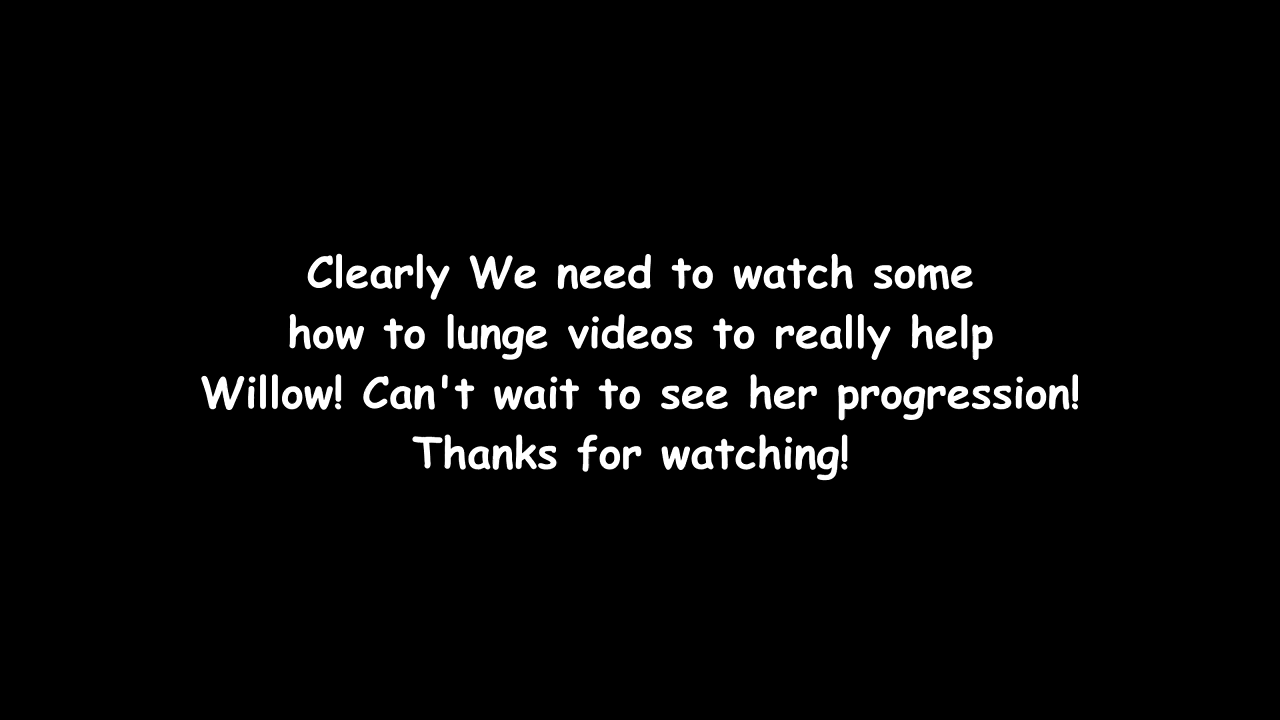 Clearly We need to watch some
how to lunge videos to really help
Willow! Can't wait to see her progression!
Thanks for watching!